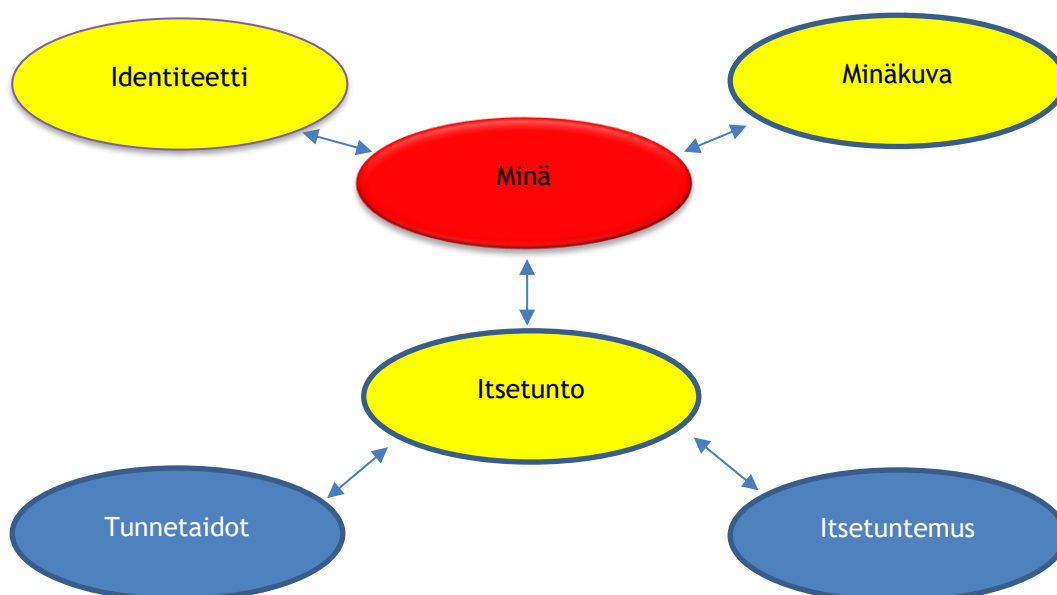 Identiteetti
Minäkuva
Minä
Itsetunto
Tunnetaidot
Itsetuntemus